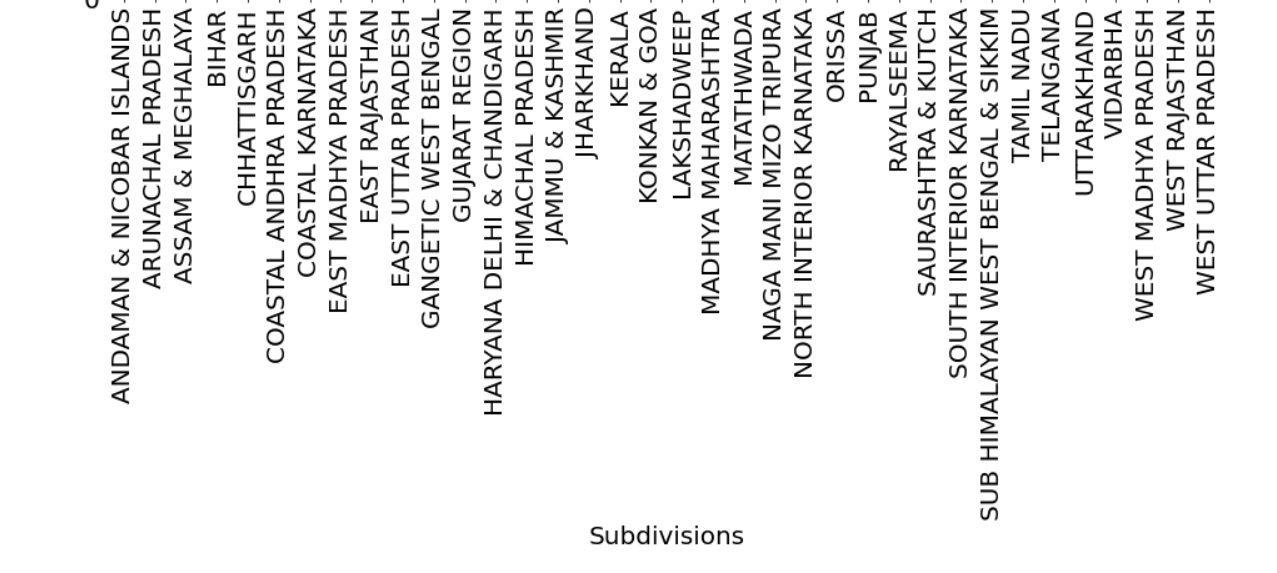 ANDAMAN & NICOBAR ISLANDS
ARUNACHAL PRADESH
ASSAM & MEGHALAYA
BIHAR
CHHATTISGARH
COASTAL ANDHRA PRADESH
COASTAL KARNATAKA
EAST MADHYA PRADESH
EAST RAJASTHAN
EAST UTTAR PRADESH
GANGETIC WEST BENGAL
GUJARAT REGION
HARYANA DELHI & CHANDIGARH
HIMACHAL PRADESH
JAMMU & KASHMIR
JHARKHAND
KERALA
KONKAN & GOA
LAKSHADWEEP
MADHYA MAHARASHTRA
MATATHWADA
NAGA MANI MIZO TRIPURA
NORTH INTERIOR KARNATAKA
ORISSA
PUNJAB
RAYALSEEMA
SAURASHTRA & KUTCH
SOUTH INTERIOR KARNATAKA
SUB HIMALAYAN WEST BENGAL & SIKKIM
TAMIL NADU
TELANGANA
UTTARAKHAND
VIDARBHA
WEST MADHYA PRADESH
WEST RAJASTHAN
WEST UTTAR PRADESH
Subdivisions